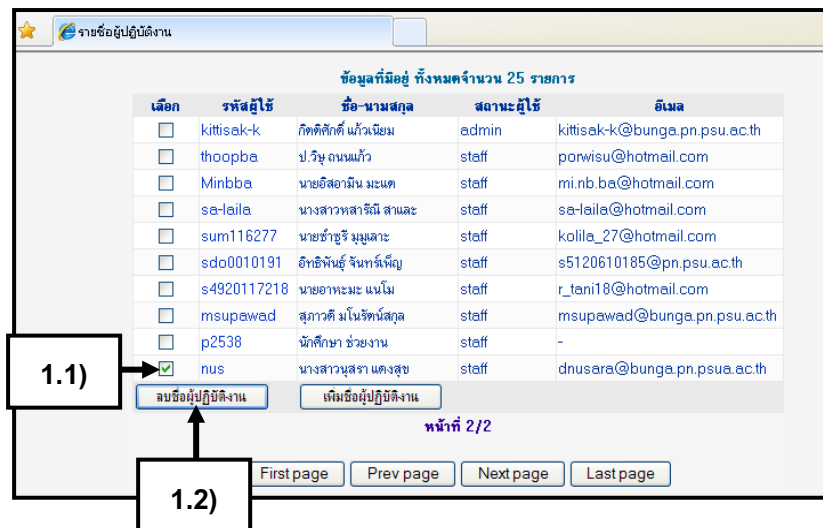 รายชื่อผู้ปฏิบัติงาน
ข้อมูลที่มีอยู่ ทั้งหมดจำนวน 25 รายการ
เลือก รหัสผู้ใช้ ชื่อ-นามสกุล สถานะผู้ใช้ อีเมล
kittisak-k กิตติศักดิ์ แก้วเนียม admin kittisak-k@bunga.pn.psu.ac.th
thoopba ป.วิษุ ถนนแก้ว staff porwisu@hotmail.com
Minbba นายอิสอามีน มะแต staff mi.nb.ba@hotmail.com
sa-laila นางสาวหสารีณี สาและ staff sa-laila@hotmail.com
sum116277 นายซำซูรี มุมูเลาะ staff kolila_27@hotmail.com
sdo0010191 อิทธิพันธุ์ จันทร์เพ็ญ staff s5120610185@pn.psu.ac.th
s4920117218 นายอาหะมะ แนโม staff r_tani18@hotmail.com
msupawad สุภาวดี มโนรัตน์สกุล staff msupawad@bunga.pn.psu.ac.th
p2538 นักศึกษา ช่วยงาน staff -
1.1) nus นางสาวนุสรา แดงสุข staff dnusara@bunga.pn.psua.ac.th
ลบชื่อผู้ปฏิบัติงาน เพิ่มชื่อผู้ปฏิบัติงาน
หน้าที่ 2/2
First page Prev page Next page Last page
1.2)